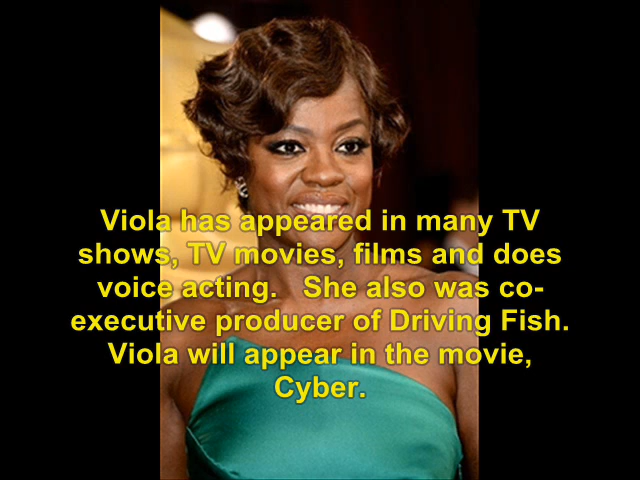 Viola has appeared in many TV
shows, TV movies, films and does
voice acting.   She also was co-
executive producer of Driving Fish.
Viola will appear in the movie,
Cyber.